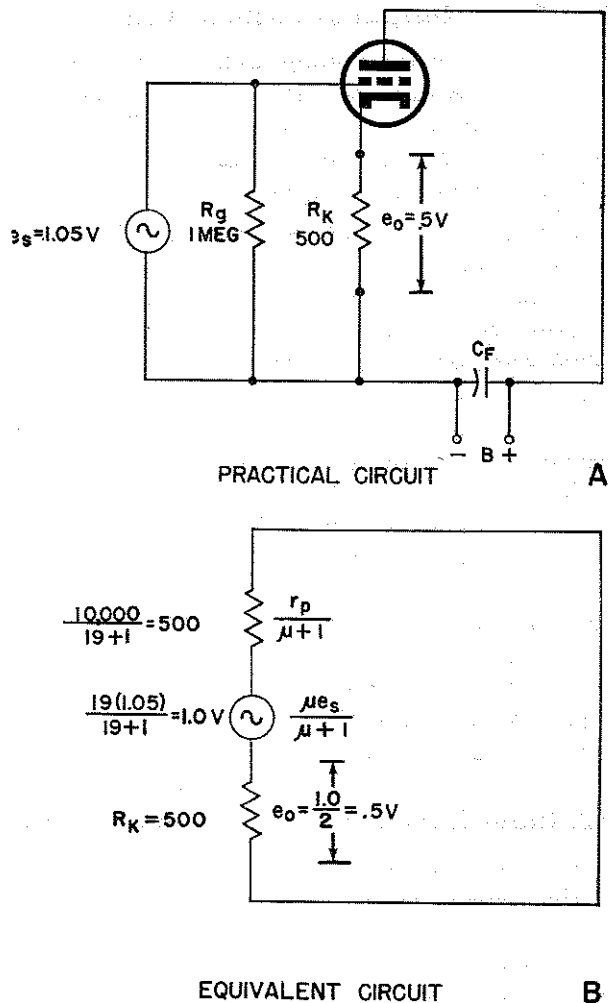 eₛ=1.05V
Rg
1MEG
RK
500
eo=.5V
CF
− B +
PRACTICAL CIRCUIT A
10,000
19+1
=500
rp
μ+1
19(1.05)
19+1
=1.0V
μes
μ+1
RK=500
eo=1.0
2
=.5V
EQUIVALENT CIRCUIT B